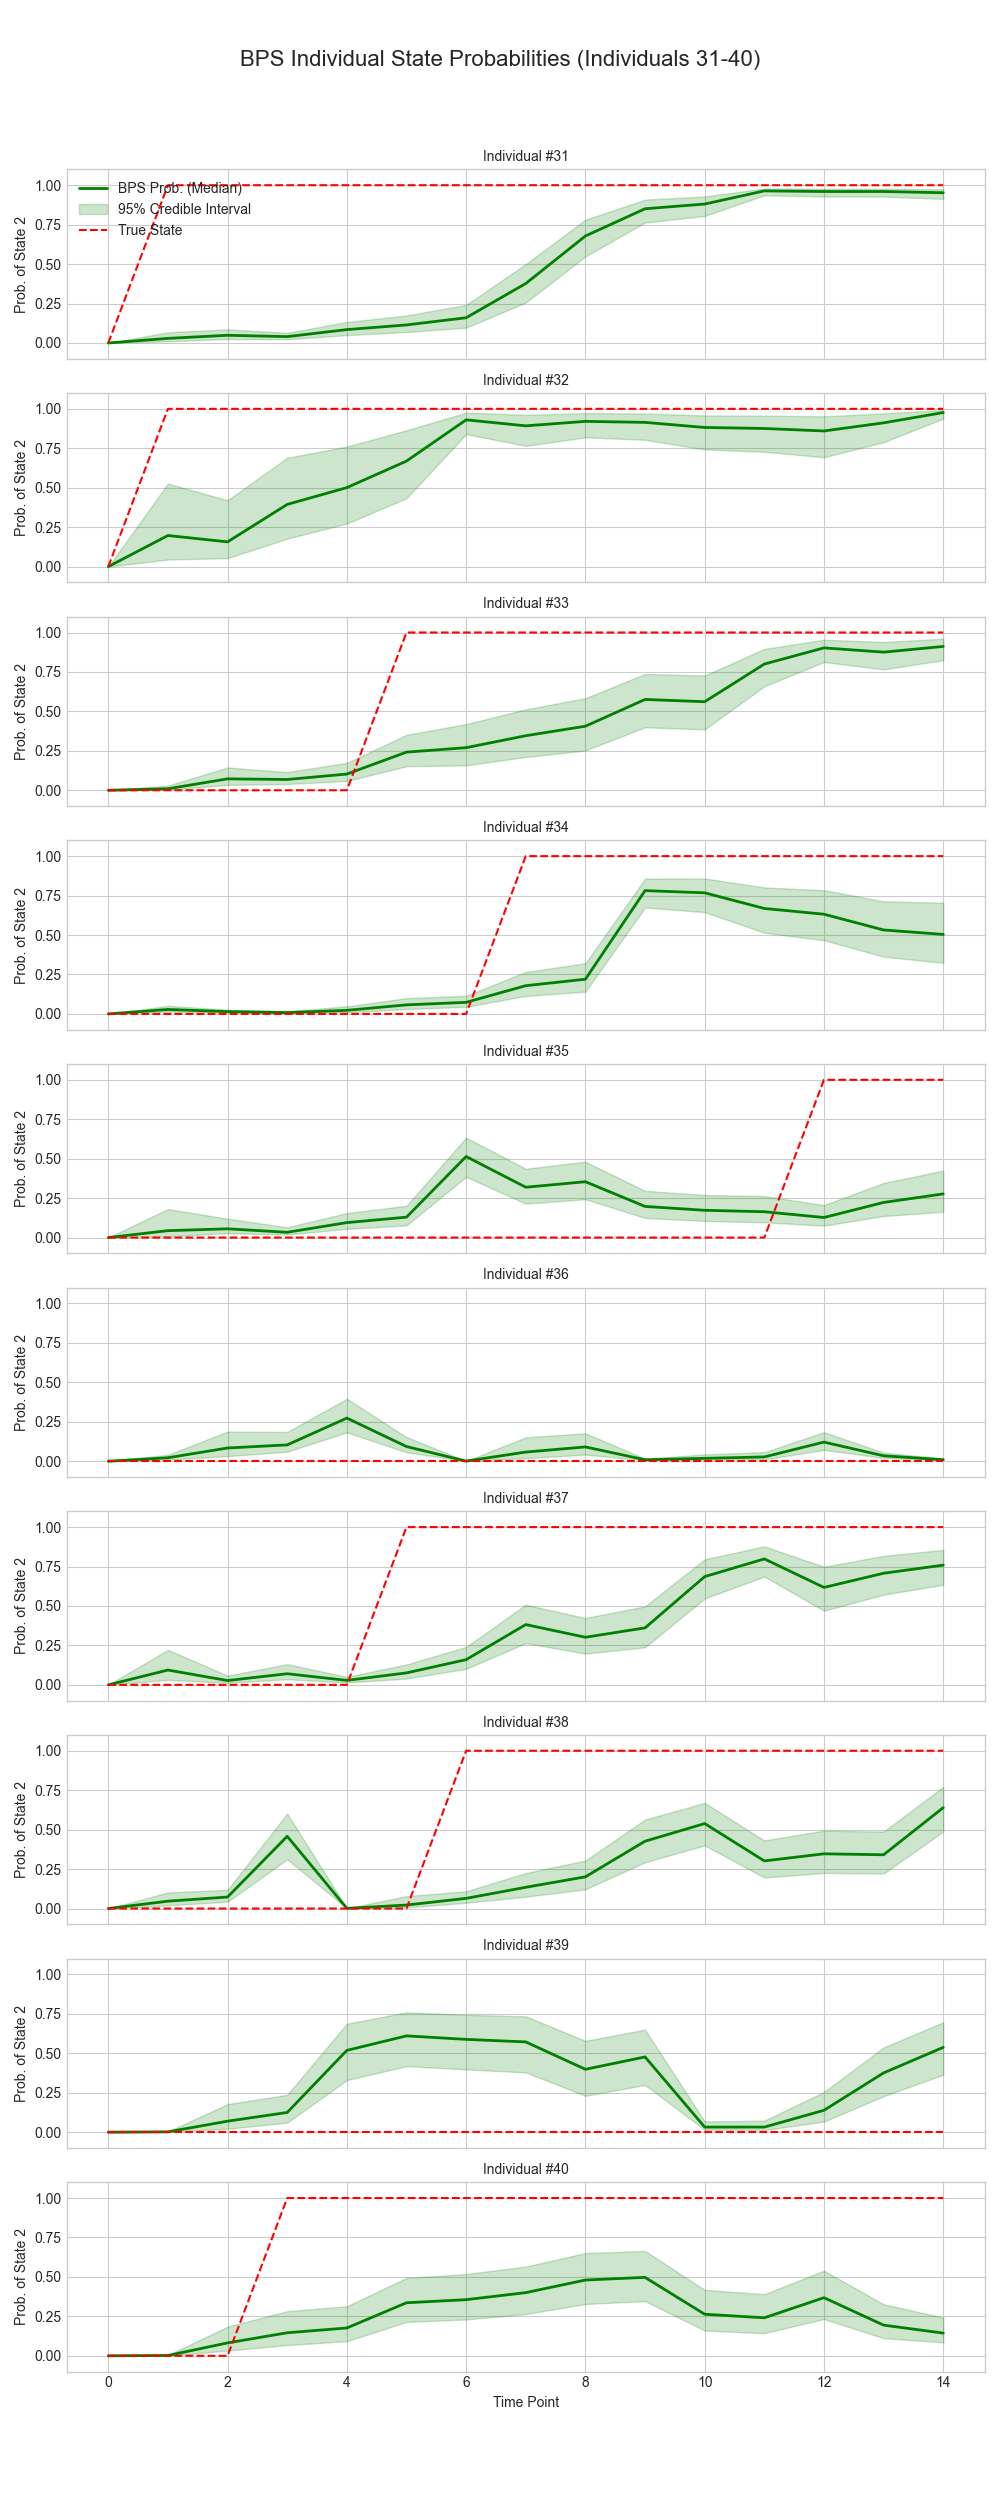 BPS Individual State Probabilities (Individuals 31-40)
Individual #31
Prob. of State 2
1.00
0.75
0.50
0.25
0.00
BPS Prob. (Median)
95% Credible Interval
True State
Individual #32
Prob. of State 2
1.00
0.75
0.50
0.25
0.00
Individual #33
Prob. of State 2
1.00
0.75
0.50
0.25
0.00
Individual #34
Prob. of State 2
1.00
0.75
0.50
0.25
0.00
Individual #35
Prob. of State 2
1.00
0.75
0.50
0.25
0.00
Individual #36
Prob. of State 2
1.00
0.75
0.50
0.25
0.00
Individual #37
Prob. of State 2
1.00
0.75
0.50
0.25
0.00
Individual #38
Prob. of State 2
1.00
0.75
0.50
0.25
0.00
Individual #39
Prob. of State 2
1.00
0.75
0.50
0.25
0.00
Individual #40
Prob. of State 2
1.00
0.75
0.50
0.25
0.00
0 2 4 6 8 10 12 14
Time Point